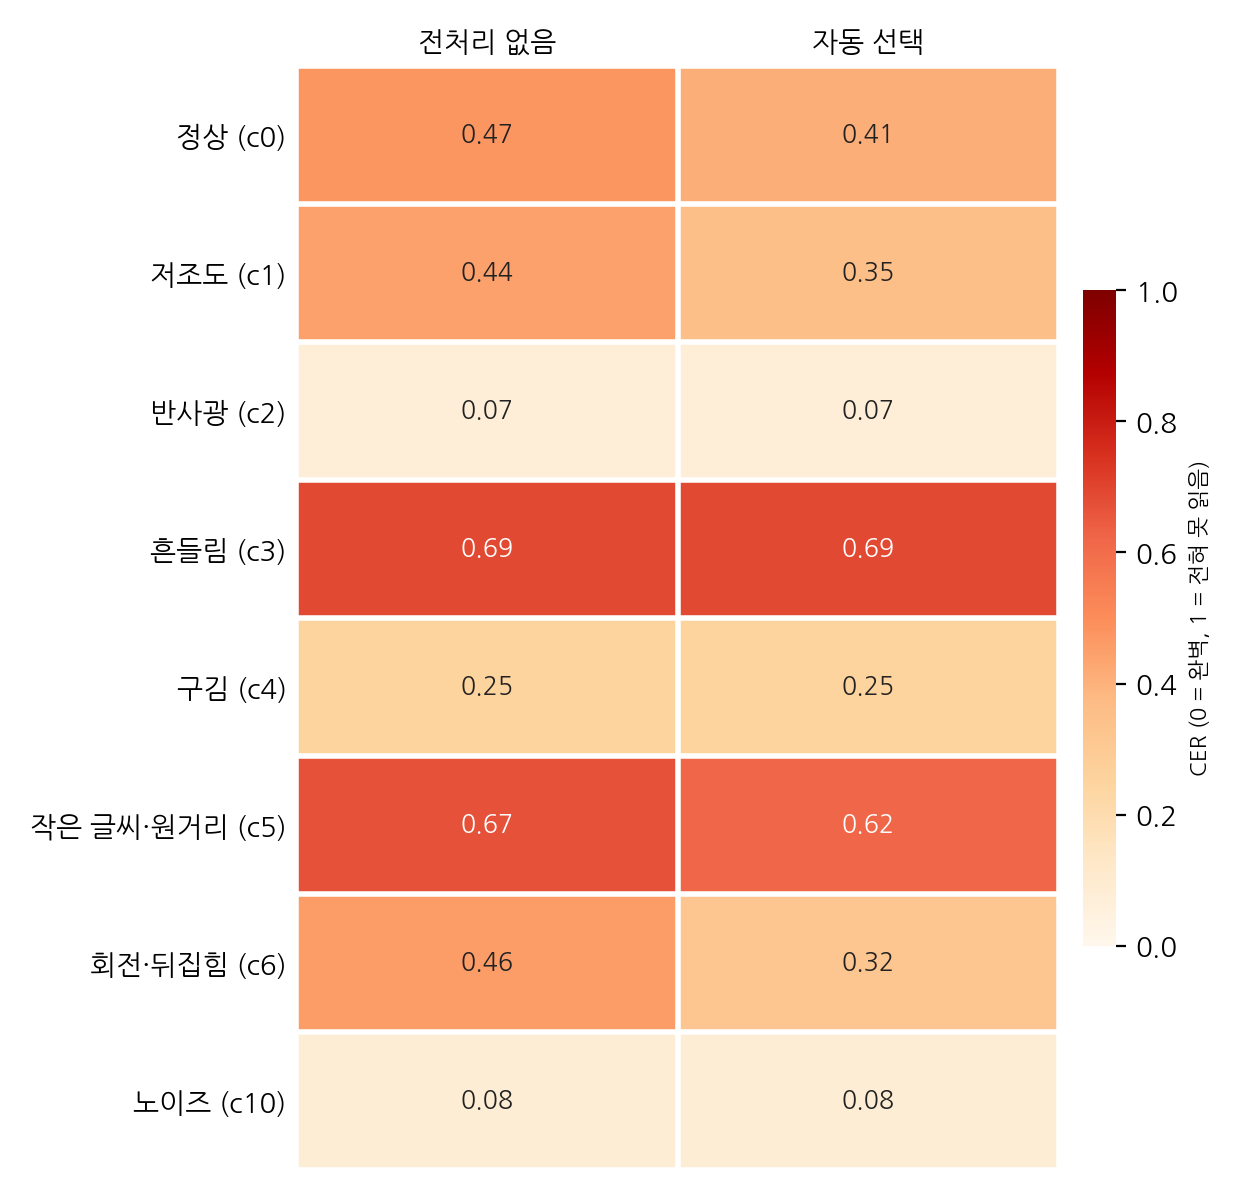 전처리 없음 자동 선택
정상 (c0) 0.47 0.41
저조도 (c1) 0.44 0.35
반사광 (c2) 0.07 0.07
흔들림 (c3) 0.69 0.69
구김 (c4) 0.25 0.25
작은 글씨·원거리 (c5) 0.67 0.62
회전·뒤집힘 (c6) 0.46 0.32
노이즈 (c10) 0.08 0.08
1.0
0.8
0.6
0.4
0.2
0.0
CER (0 = 완벽, 1 = 전혀 못 읽음)